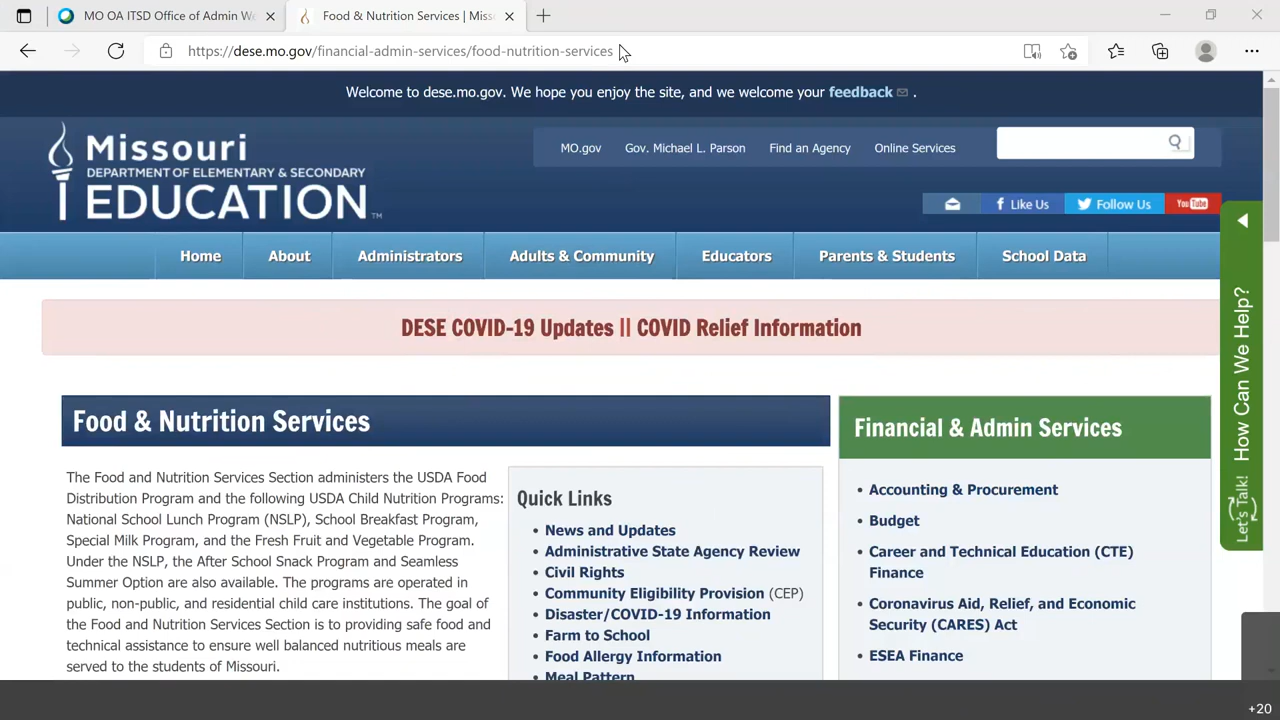 MO OA ITSD Office of Admin We
Food & Nutrition Services | Miss
https://dese.mo.gov/financial-admin-services/food-nutrition-services
Welcome to dese.mo.gov. We hope you enjoy the site, and we welcome your feedback .
Missouri
DEPARTMENT OF ELEMENTARY & SECONDARY
EDUCATION™
MO.gov Gov. Michael L. Parson Find an Agency Online Services
f Like Us Follow Us YouTube
Home About Administrators Adults & Community Educators Parents & Students School Data
DESE COVID-19 Updates || COVID Relief Information
Food & Nutrition Services
The Food and Nutrition Services Section administers the USDA Food
Distribution Program and the following USDA Child Nutrition Programs:
National School Lunch Program (NSLP), School Breakfast Program,
Special Milk Program, and the Fresh Fruit and Vegetable Program.
Under the NSLP, the After School Snack Program and Seamless
Summer Option are also available. The programs are operated in
public, non-public, and residential child care institutions. The goal of
the Food and Nutrition Services Section is to providing safe food and
technical assistance to ensure well balanced nutritious meals are
served to the students of Missouri.
Quick Links
• News and Updates
• Administrative State Agency Review
• Civil Rights
• Community Eligibility Provision (CEP)
• Disaster/COVID-19 Information
• Farm to School
• Food Allergy Information
Meal Pattern
Financial & Admin Services
• Accounting & Procurement
• Budget
• Career and Technical Education (CTE)
Finance
• Coronavirus Aid, Relief, and Economic
Security (CARES) Act
• ESEA Finance
Let's Talk! How Can We Help?
+20